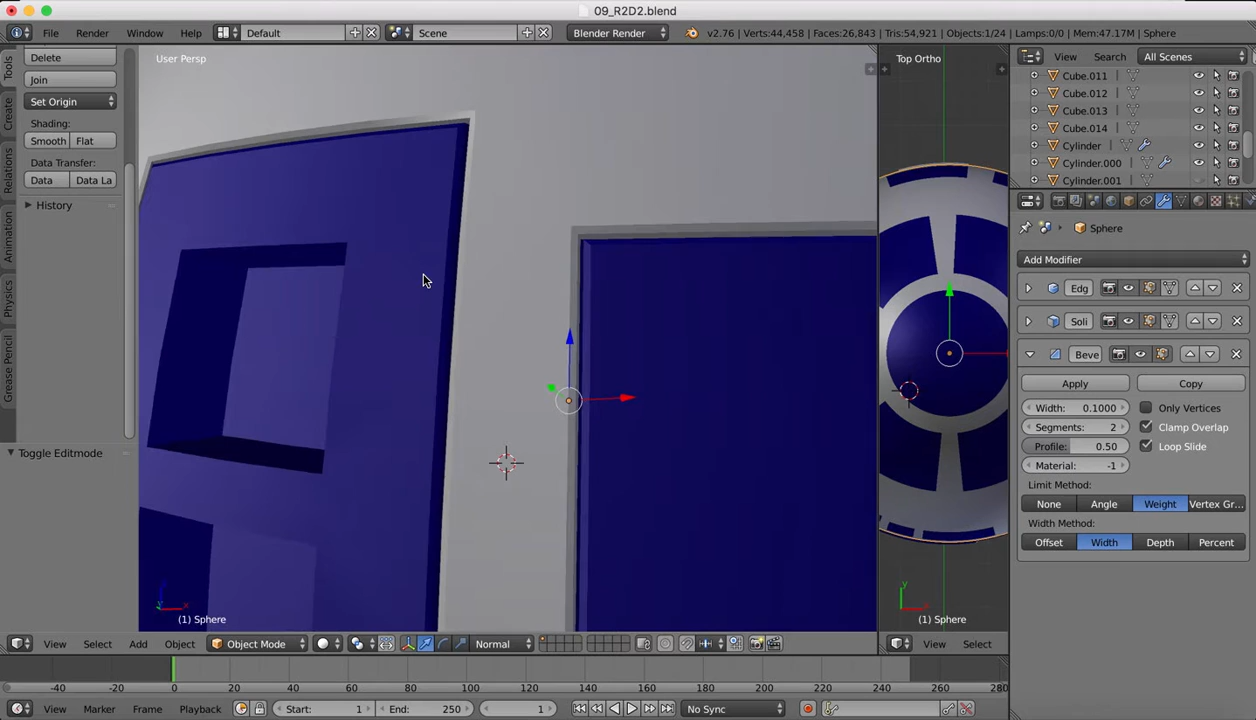 09_R2D2.blend
File Render Window Help Default Scene Blender Render v2.76 | Verts:44,458 | Faces:26,843 | Tris:54,921 | Objects:1/24 | Lamps:0/0 | Mem:47.17M | Sphere
Tools
Create
Relations
Animation
Physics
Grease Pencil
Delete
Join
Set Origin
Shading:
Smooth Flat
Data Transfer:
Data Data La
History
Toggle Editmode
User Persp
(1) Sphere
View Select Add Object Object Mode Normal
Top Ortho
(1) Sphere
View Select
View Search All Scenes
Cube.011
Cube.012
Cube.013
Cube.014
Cylinder
Cylinder.000
Cylinder.001
Sphere
Add Modifier
Edg
Soli
Beve
Apply Copy
Width: 0.1000 Only Vertices
Segments: 2 Clamp Overlap
Profile: 0.50 Loop Slide
Material: -1
Limit Method:
None Angle Weight Vertex Gr...
Width Method:
Offset Width Depth Percent
-40 -20 0 20 40 60 80 100 120 140 160 180 200 220 240 260 280
View Marker Frame Playback Start: 1 End: 250 1 No Sync